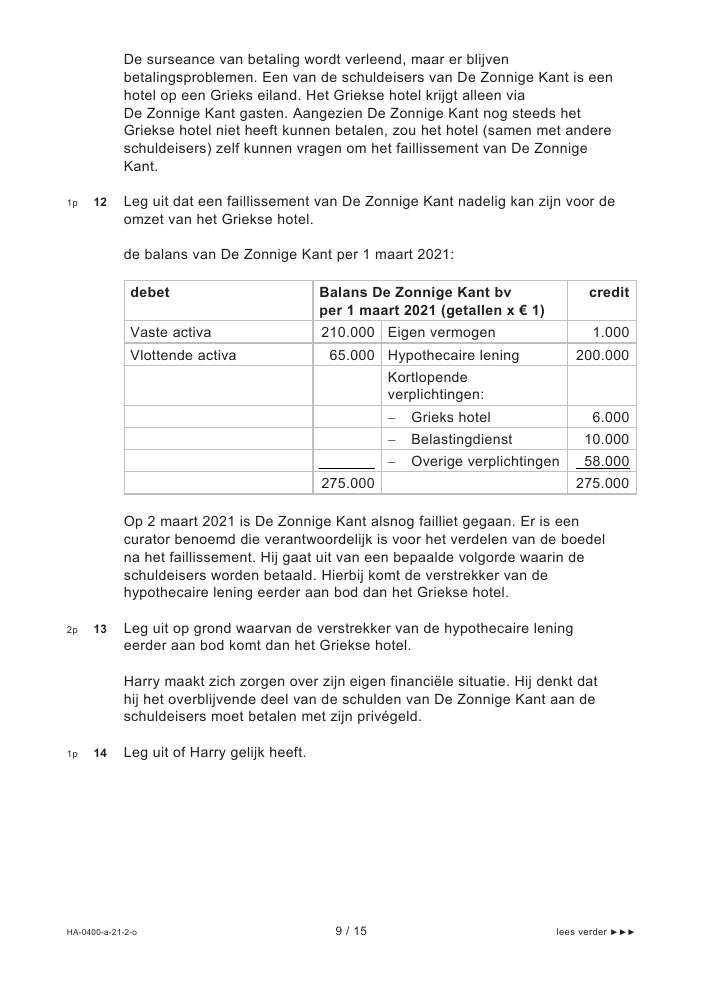 De surseance van betaling wordt verleend, maar er blijven
betalingsproblemen. Een van de schuldeisers van De Zonnige Kant is een
hotel op een Grieks eiland. Het Griekse hotel krijgt alleen via
De Zonnige Kant gasten. Aangezien De Zonnige Kant nog steeds het
Griekse hotel niet heeft kunnen betalen, zou het hotel (samen met andere
schuldeisers) zelf kunnen vragen om het faillissement van De Zonnige
Kant.
1p 12 Leg uit dat een faillissement van De Zonnige Kant nadelig kan zijn voor de
omzet van het Griekse hotel.
de balans van De Zonnige Kant per 1 maart 2021:
debet Balans De Zonnige Kant bv credit
per 1 maart 2021 (getallen x € 1)
Vaste activa 210.000 Eigen vermogen 1.000
Vlottende activa 65.000 Hypothecaire lening 200.000
Kortlopende
verplichtingen:
– Grieks hotel 6.000
– Belastingdienst 10.000
– Overige verplichtingen 58.000
275.000 275.000
Op 2 maart 2021 is De Zonnige Kant alsnog failliet gegaan. Er is een
curator benoemd die verantwoordelijk is voor het verdelen van de boedel
na het faillissement. Hij gaat uit van een bepaalde volgorde waarin de
schuldeisers worden betaald. Hierbij komt de verstrekker van de
hypothecaire lening eerder aan bod dan het Griekse hotel.
2p 13 Leg uit op grond waarvan de verstrekker van de hypothecaire lening
eerder aan bod komt dan het Griekse hotel.
Harry maakt zich zorgen over zijn eigen financiële situatie. Hij denkt dat
hij het overblijvende deel van de schulden van De Zonnige Kant aan de
schuldeisers moet betalen met zijn privégeld.
1p 14 Leg uit of Harry gelijk heeft.
HA-0400-a-21-2-o 9 / 15 lees verder ►►►